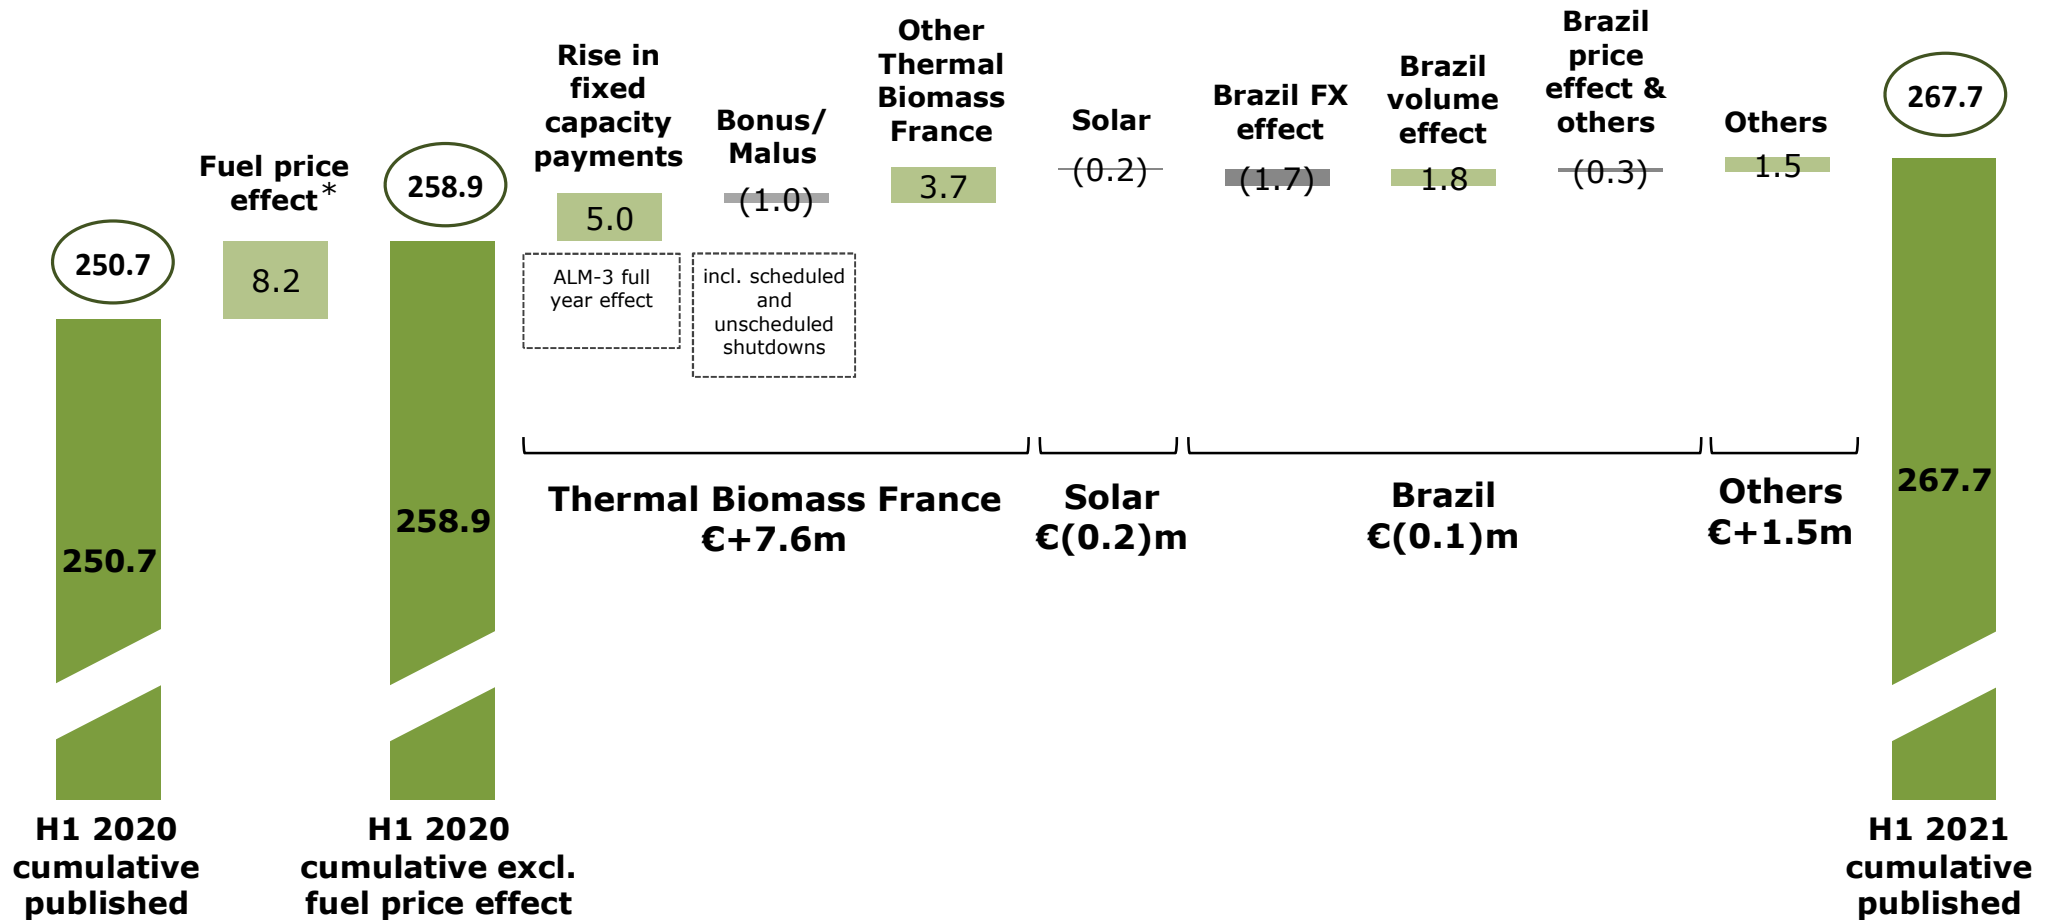 250.7
Fuel price
effect*
8.2
258.9
Rise in
fixed
capacity
payments
5.0
ALM-3 full
year effect
Bonus/
Malus
(1.0)
incl. scheduled
and
unscheduled
shutdowns
Other
Thermal
Biomass
France
3.7
Solar
(0.2)
Brazil FX
effect
(1.7)
Brazil
volume
effect
1.8
Brazil
price
effect &
others
(0.3)
Others
1.5
267.7
Thermal Biomass France
€+7.6m
Solar
€(0.2)m
Brazil
€(0.1)m
Others
€+1.5m
250.7
258.9
267.7
H1 2020
cumulative
published
H1 2020
cumulative excl.
fuel price effect
H1 2021
cumulative
published